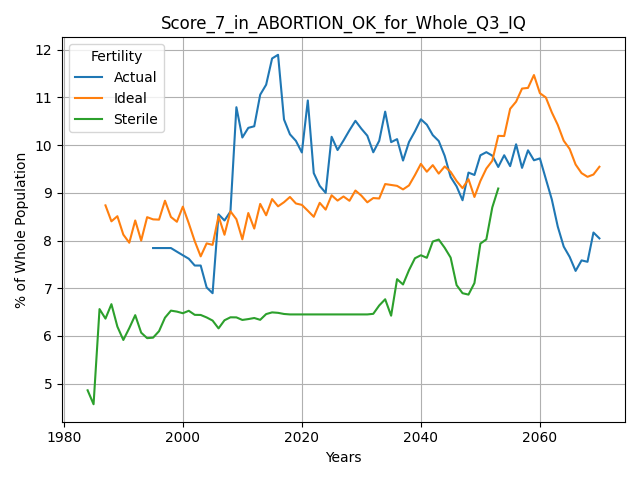 Score_7_in_ABORTION_OK_for_Whole_Q3_IQ
Fertility
Actual
Ideal
Sterile
% of Whole Population
12
11
10
9
8
7
6
5
1980 2000 2020 2040 2060
Years